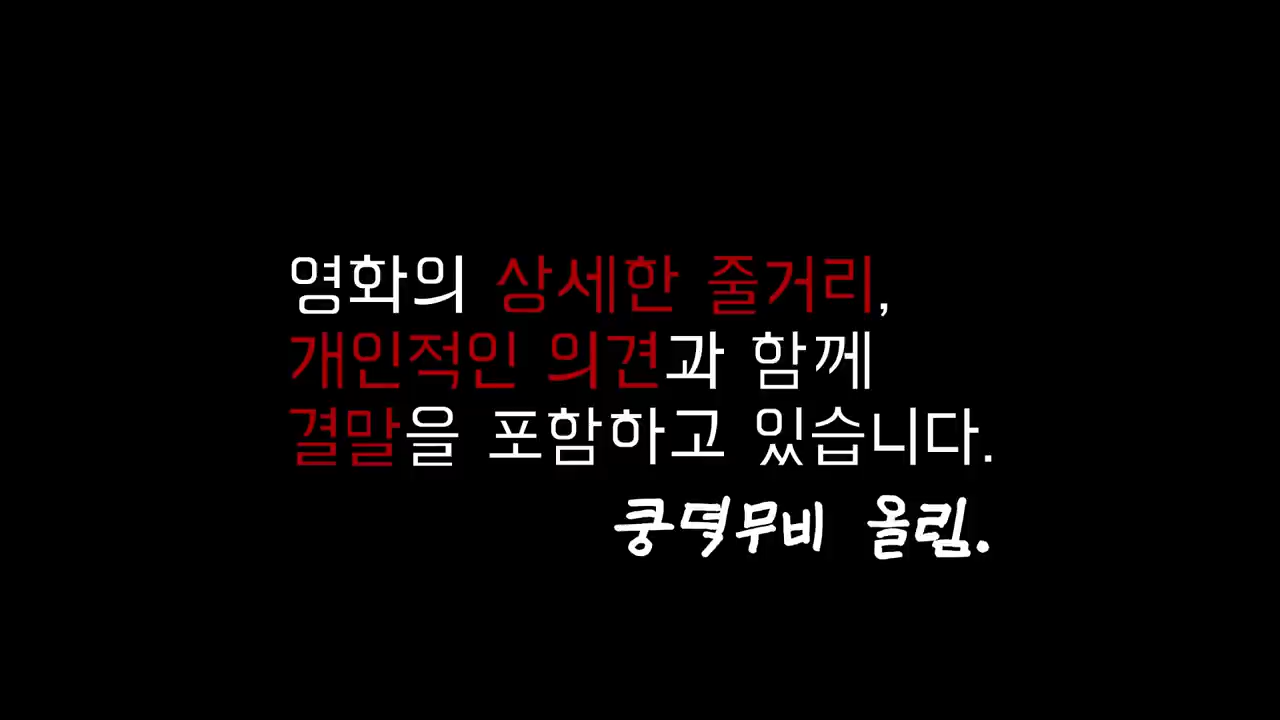 영화의 상세한 줄거리,
개인적인 의견과 함께
결말을 포함하고 있습니다.
쿵덕무비 올림.